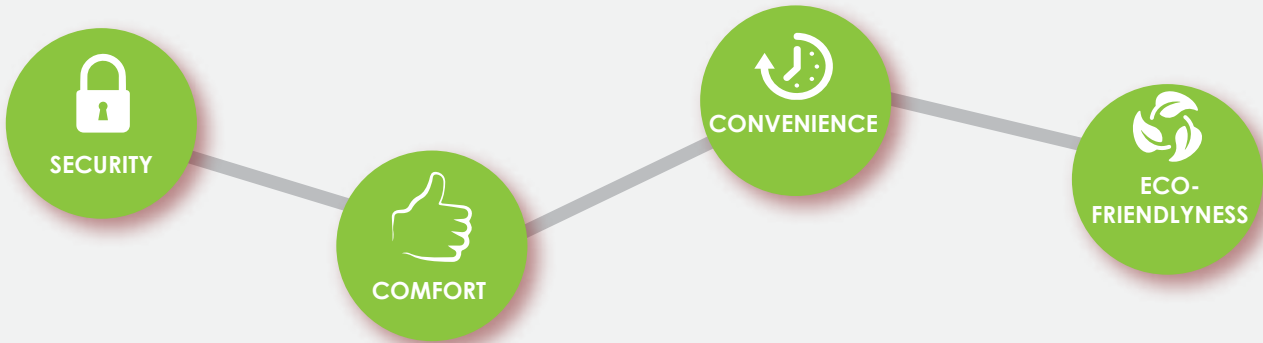 SECURITY
COMFORT
CONVENIENCE
ECO-
FRIENDLYNESS